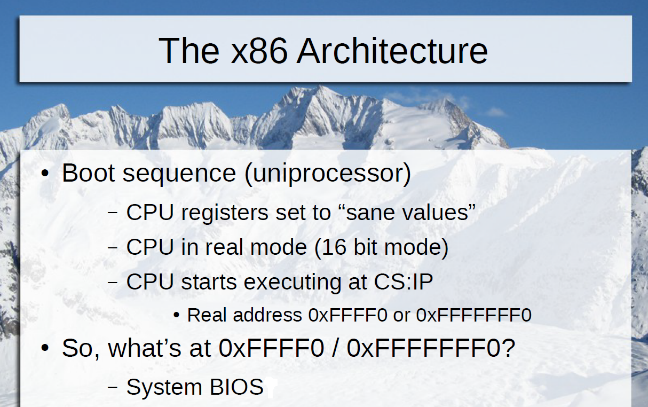 The x86 Architecture
• Boot sequence (uniprocessor)
– CPU registers set to “sane values”
– CPU in real mode (16 bit mode)
– CPU starts executing at CS:IP
• Real address 0xFFFF0 or 0xFFFFFFF0
• So, what’s at 0xFFFF0 / 0xFFFFFFF0?
– System BIOS